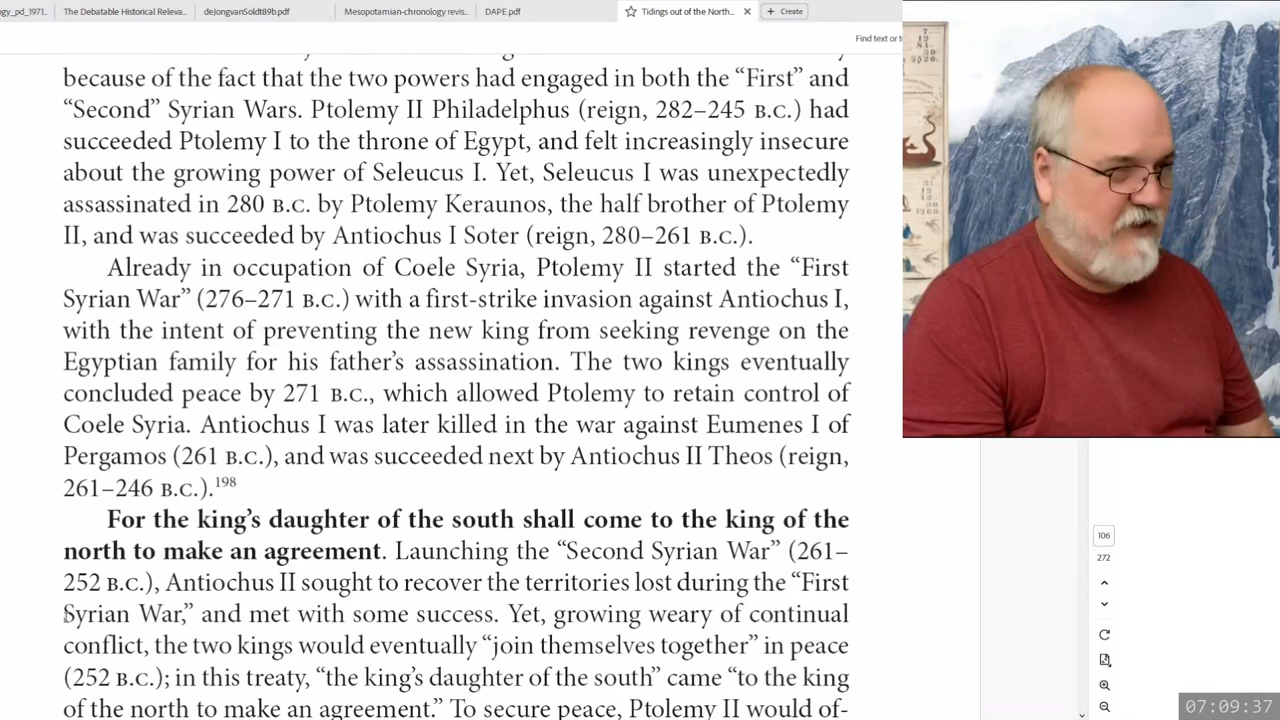 gy_pd_1971.
The Debatable Historical Releva..
deJongvanSoldt89b.pdf
Mesopotamian-chronology revis..
DAPE.pdf
Tidings out of the North...
Create
Find text or t
because of the fact that the two powers had engaged in both the “First” and
“Second” Syrian Wars. Ptolemy II Philadelphus (reign, 282–245 B.C.) had
succeeded Ptolemy I to the throne of Egypt, and felt increasingly insecure
about the growing power of Seleucus I. Yet, Seleucus I was unexpectedly
assassinated in 280 B.C. by Ptolemy Keraunos, the half brother of Ptolemy
II, and was succeeded by Antiochus I Soter (reign, 280–261 B.C.).
Already in occupation of Coele Syria, Ptolemy II started the “First
Syrian War” (276–271 B.C.) with a first-strike invasion against Antiochus I,
with the intent of preventing the new king from seeking revenge on the
Egyptian family for his father’s assassination. The two kings eventually
concluded peace by 271 B.C., which allowed Ptolemy to retain control of
Coele Syria. Antiochus I was later killed in the war against Eumenes I of
Pergamos (261 B.C.), and was succeeded next by Antiochus II Theos (reign,
261–246 B.C.).198
For the king’s daughter of the south shall come to the king of the
north to make an agreement. Launching the “Second Syrian War” (261–
252 B.C.), Antiochus II sought to recover the territories lost during the “First
Syrian War,” and met with some success. Yet, growing weary of continual
conflict, the two kings would eventually “join themselves together” in peace
(252 B.C.); in this treaty, “the king’s daughter of the south” came “to the king
of the north to make an agreement.” To secure peace, Ptolemy II would of-
106
272
07:09:37